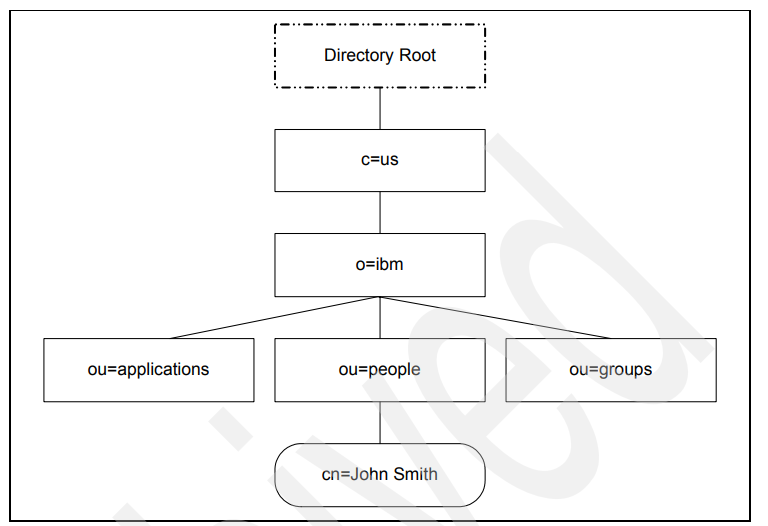 Directory Root
c=us
o=ibm
ou=applications
ou=people
ou=groups
cn=John Smith